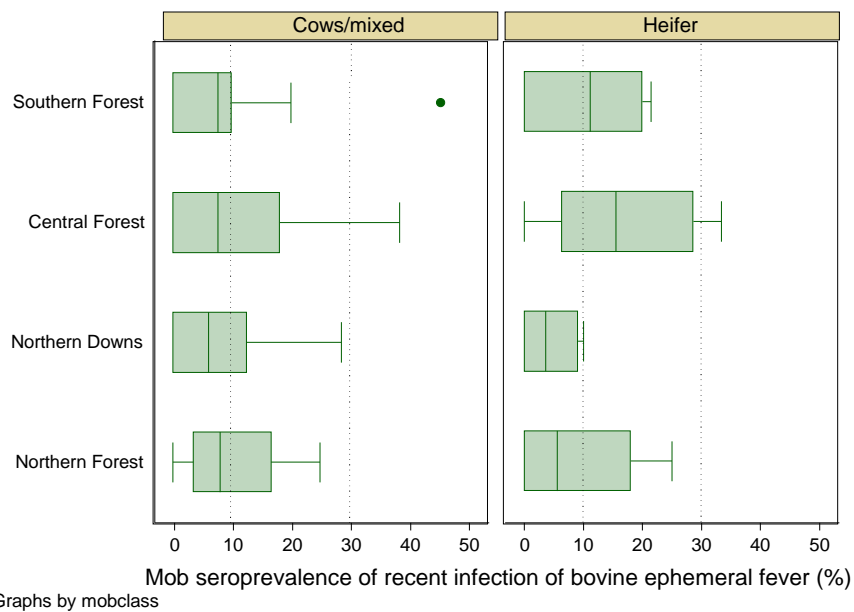 Cows/mixed
Heifer
Southern Forest
Central Forest
Northern Downs
Northern Forest
0 10 20 30 40 50
0 10 20 30 40 50
Mob seroprevalence of recent infection of bovine ephemeral fever (%)
Graphs by mobclass